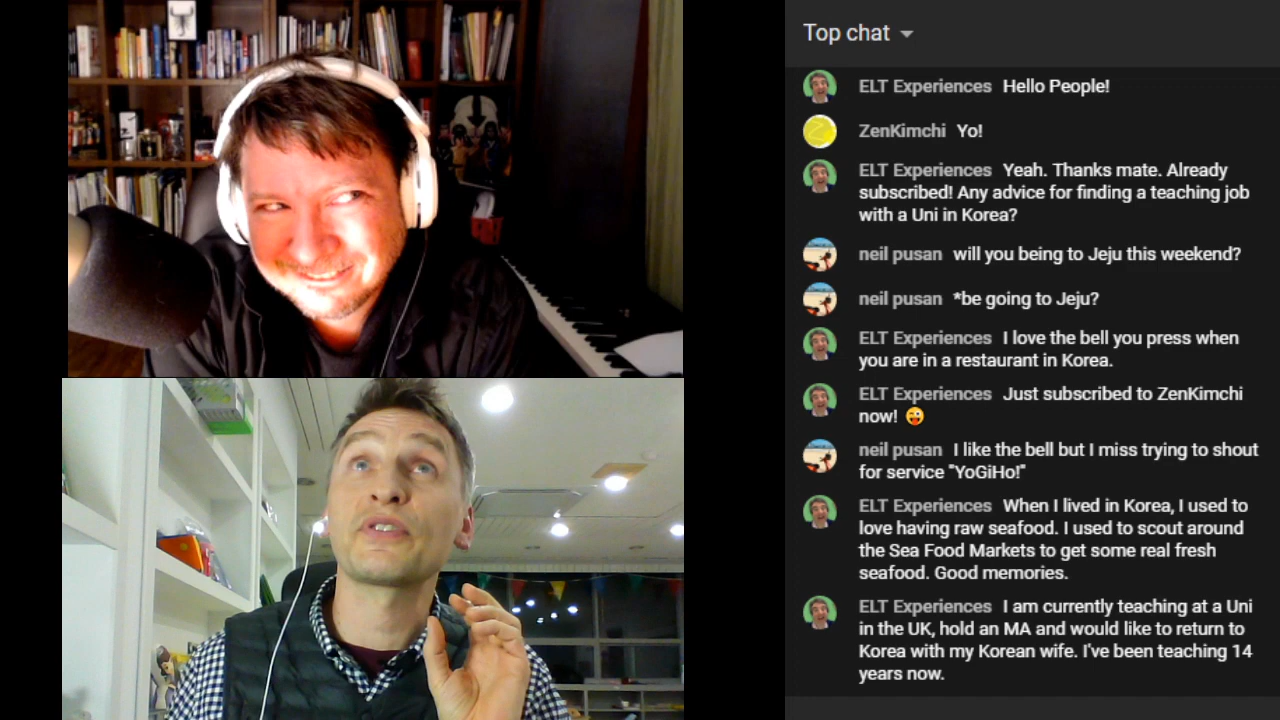 Top chat
ELT Experiences Hello People!
ZenKimchi Yo!
ELT Experiences Yeah. Thanks mate. Already
subscribed! Any advice for finding a teaching job
with a Uni in Korea?
neil pusan will you being to Jeju this weekend?
neil pusan *be going to Jeju?
ELT Experiences I love the bell you press when
you are in a restaurant in Korea.
ELT Experiences Just subscribed to ZenKimchi
now! 😜
neil pusan I like the bell but I miss trying to shout
for service "YoGiHo!"
ELT Experiences When I lived in Korea, I used to
love having raw seafood. I used to scout around
the Sea Food Markets to get some real fresh
seafood. Good memories.
ELT Experiences I am currently teaching at a Uni
in the UK, hold an MA and would like to return to
Korea with my Korean wife. I've been teaching 14
years now.